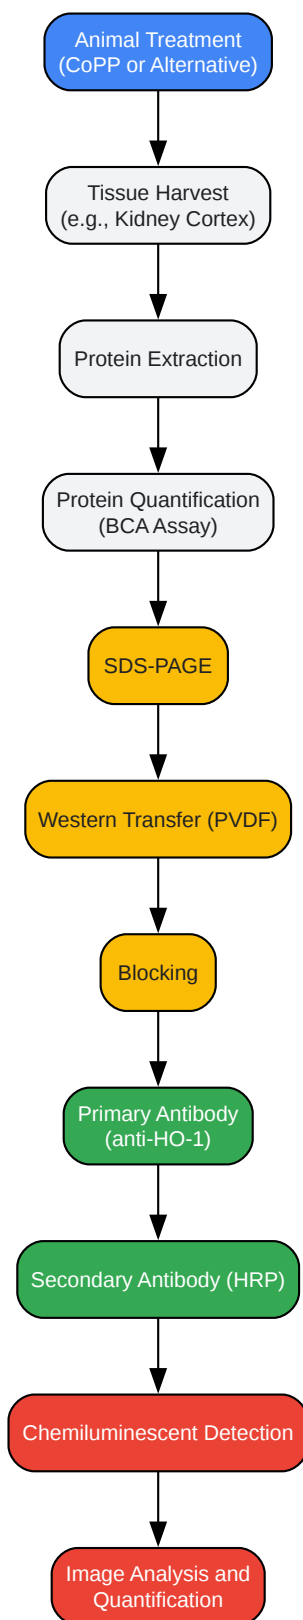 Animal Treatment
(CoPP or Alternative)
Tissue Harvest
(e.g., Kidney Cortex)
Protein Extraction
Protein Quantification
(BCA Assay)
SDS-PAGE
Western Transfer (PVDF)
Blocking
Primary Antibody
(anti-HO-1)
Secondary Antibody (HRP)
Chemiluminescent Detection
Image Analysis and
Quantification